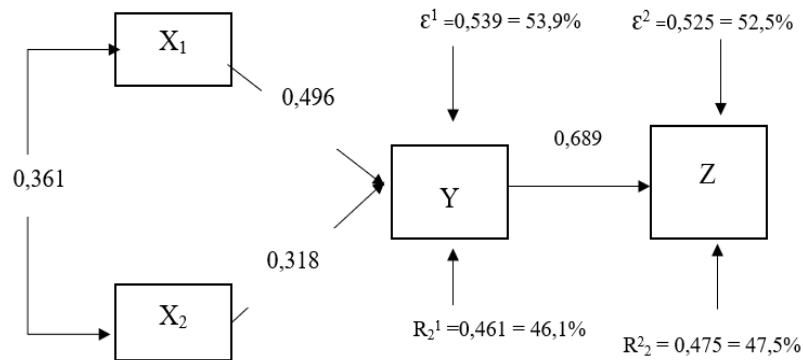 ε¹ =0,539 = 53,9%
ε² =0,525 = 52,5%
X₁
0,496
0,689
0,361
Y
Z
0,318
X₂
R₂¹ =0,461 = 46,1%
R²₂ = 0,475 = 47,5%